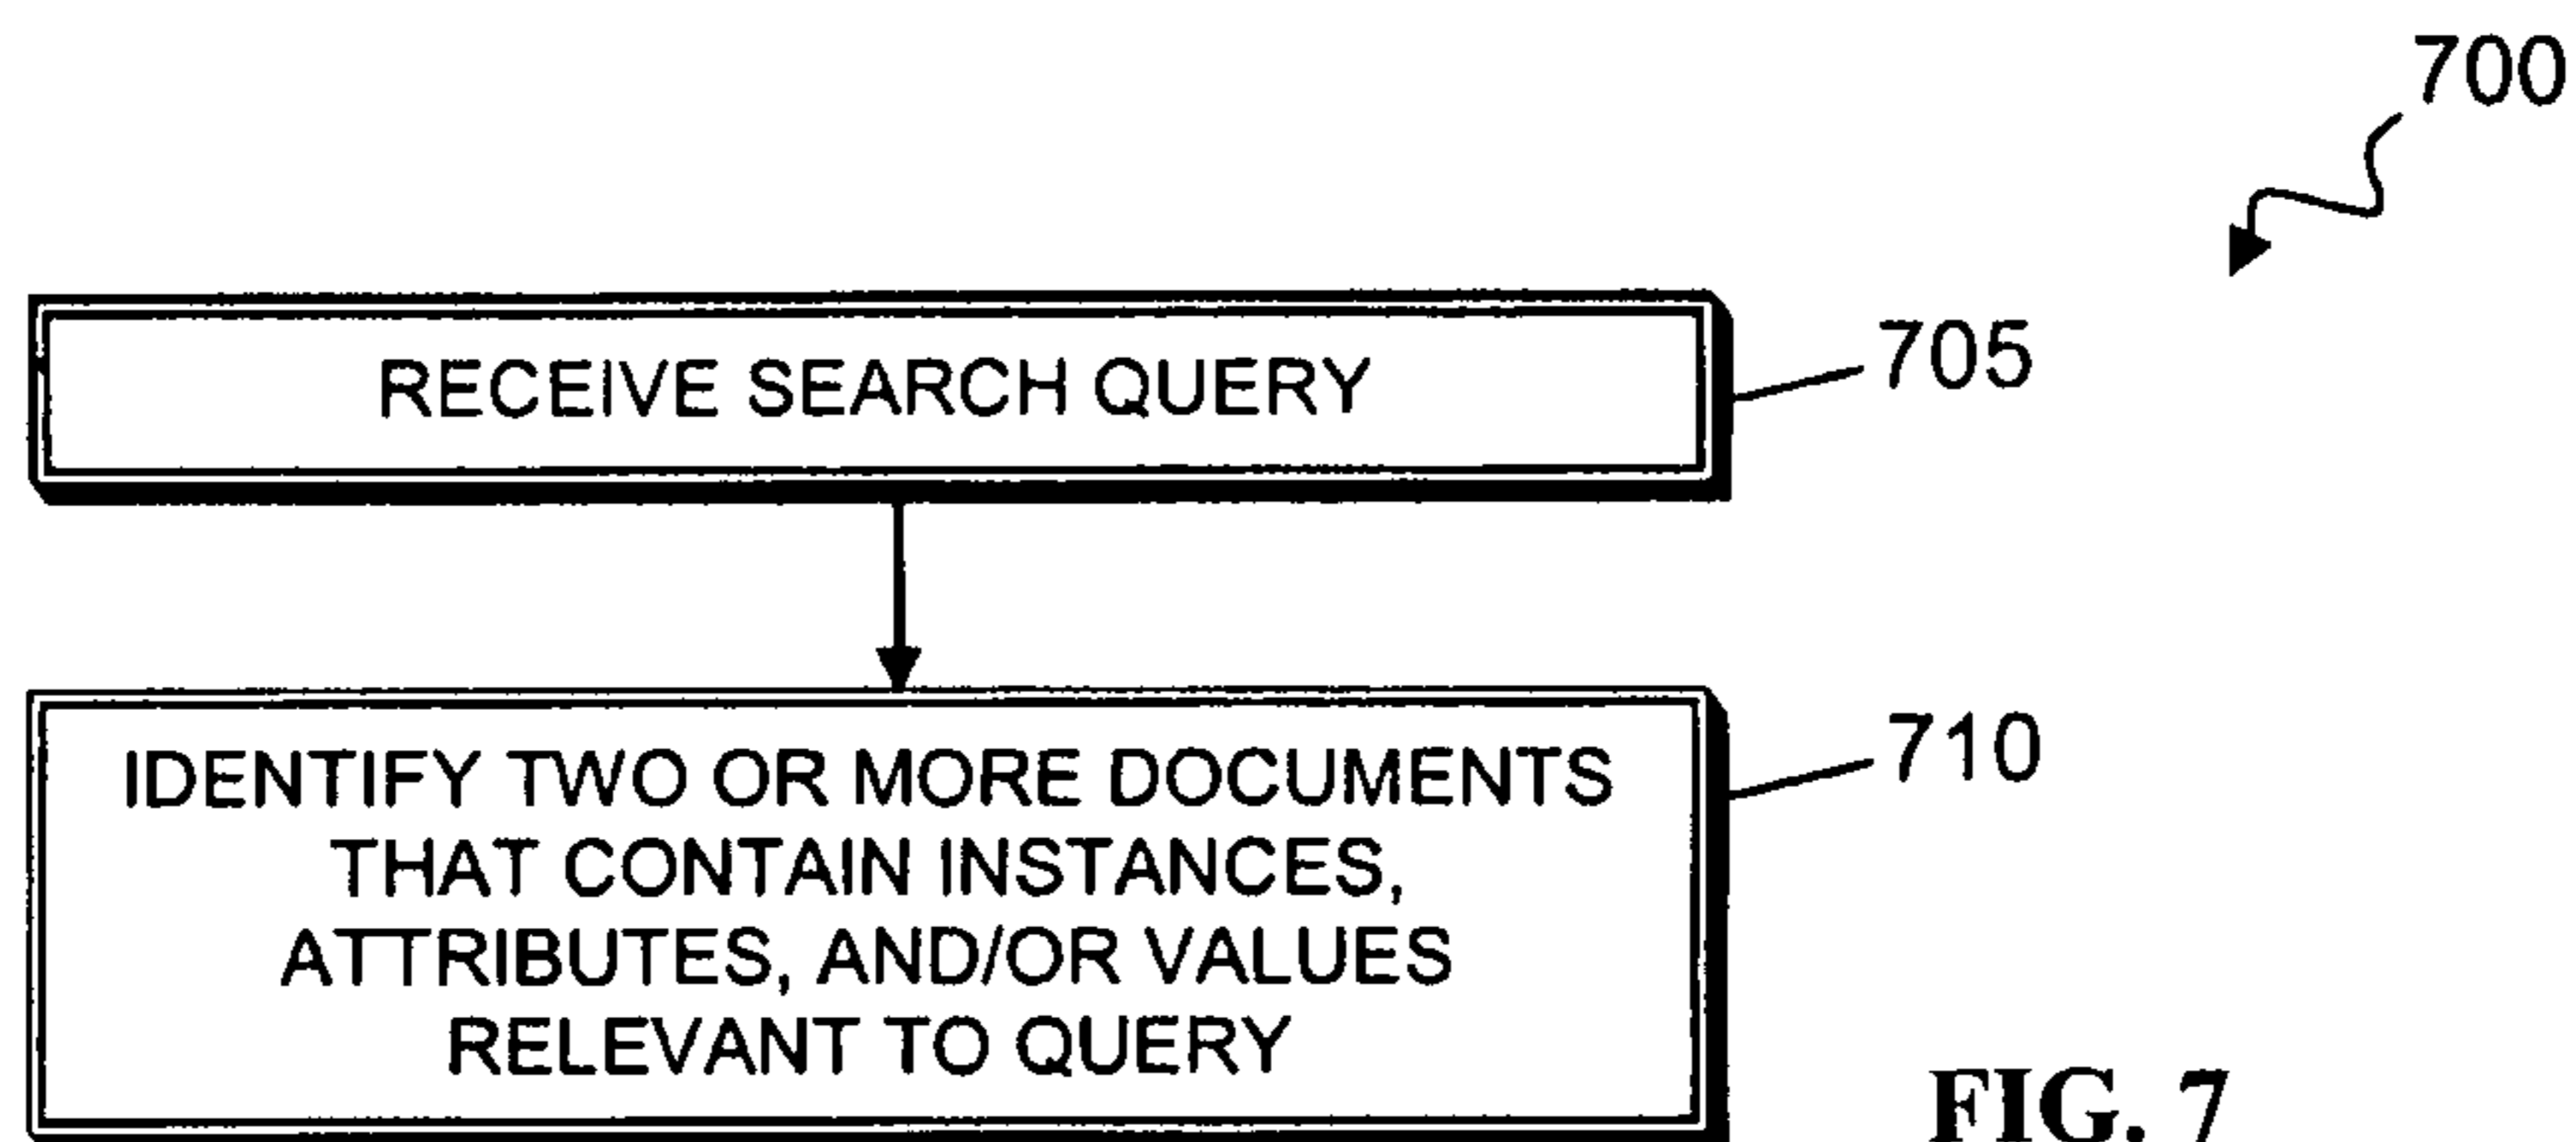 700
RECEIVE SEARCH QUERY
705
IDENTIFY TWO OR MORE DOCUMENTS
THAT CONTAIN INSTANCES,
ATTRIBUTES, AND/OR VALUES
RELEVANT TO QUERY
710
FIG. 7